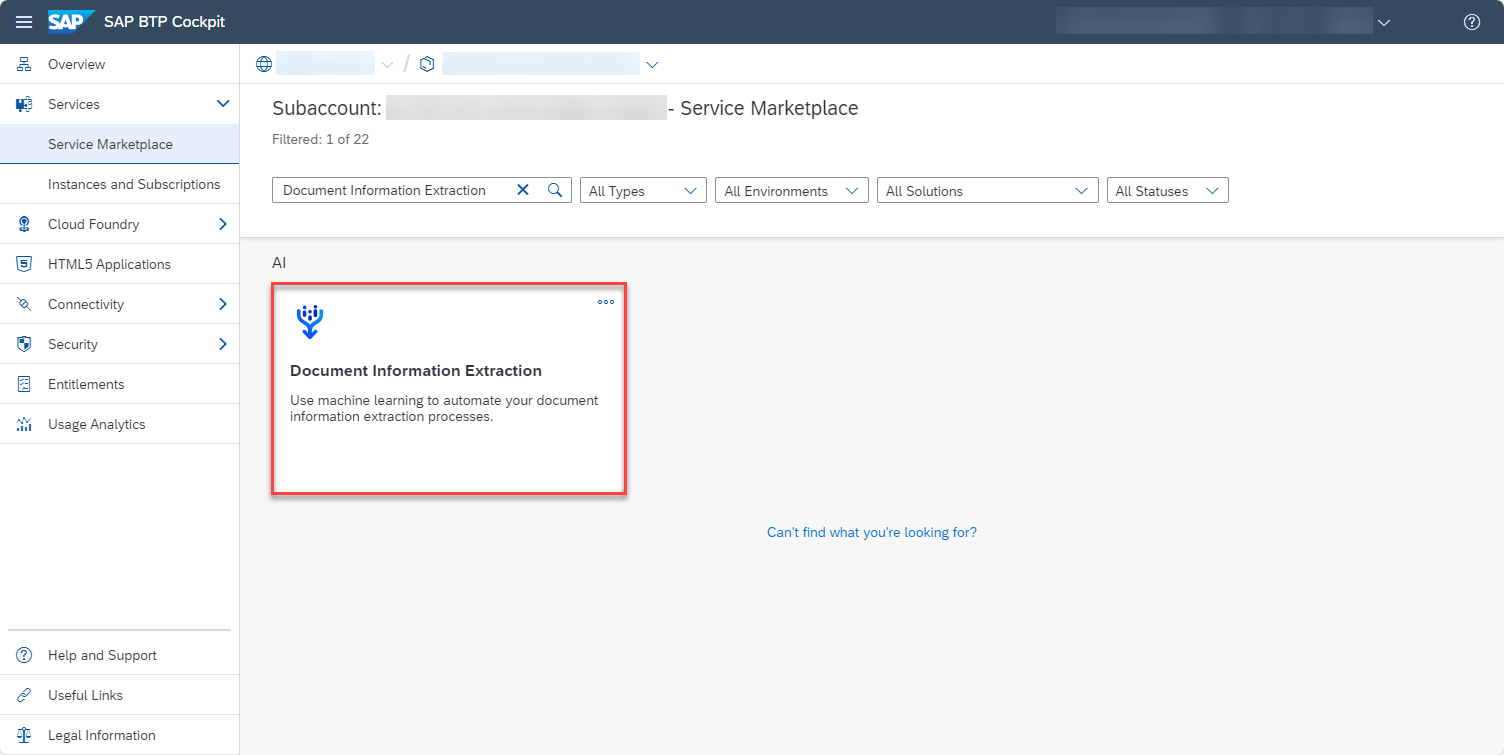 SAP SAP BTP Cockpit
Overview
Services
Service Marketplace
Instances and Subscriptions
Cloud Foundry
HTML5 Applications
Connectivity
Security
Entitlements
Usage Analytics
Help and Support
Useful Links
Legal Information
/
Subaccount: - Service Marketplace
Filtered: 1 of 22
Document Information Extraction All Types All Environments All Solutions All Statuses
AI
Document Information Extraction
Use machine learning to automate your document
information extraction processes.
Can't find what you're looking for?